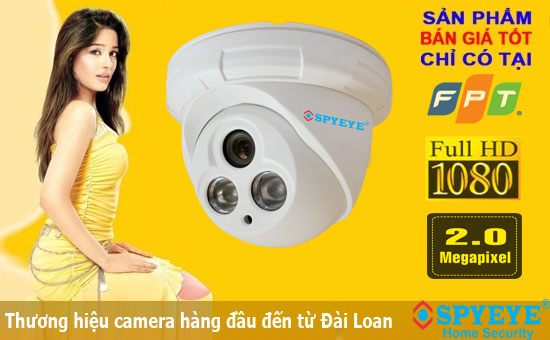 SẢN PHẨM
BÁN GIÁ TỐT
CHỈ CÓ TẠI
FPT
SPYEYE®
Full HD
1080
2.0
Megapixel
Thương hiệu camera hàng đầu đến từ Đài Loan
SPYEYE®
Home Security